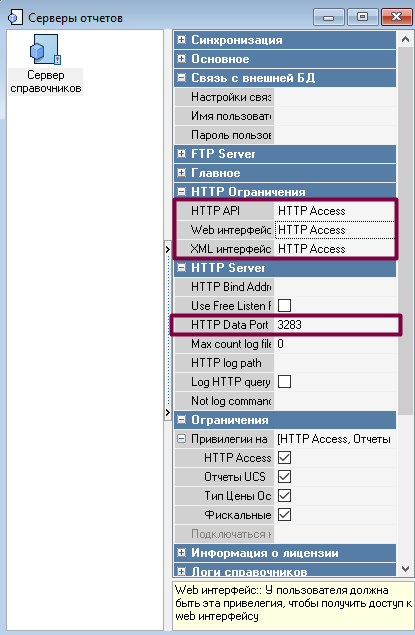 Серверы отчетов
Сервер
справочников
Синхронизация
Основное
Связь с внешней БД
Настройки связ
Имя пользоват
Пароль пользов
FTP Server
Главное
HTTP Ограничения
HTTP API HTTP Access
Web интерфейс HTTP Access
XML интерфейс HTTP Access
HTTP Server
HTTP Bind Addr
Use Free Listen F
HTTP Data Port 3283
Max count log file 0
HTTP log path
Log HTTP query
Not log comman
Ограничения
Привилегии на [HTTP Access, Отчеты
HTTP Access
Отчеты UCS
Тип Цены Ос
Фискальные
Подключаться н
Информация о лицензии
Логи справочников
Web интерфейс:: У пользователя должна
быть эта привелегия, чтобы получить доступ к
web интерфейсу